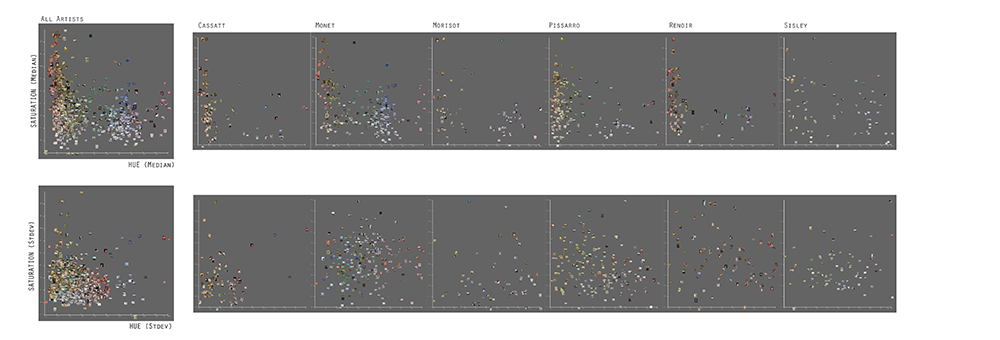 All Artists
Cassatt Monet Morisot Pissarro Renoir Sisley
SATURATION (Median)
HUE (Median)
SATURATION (Stdev)
HUE (Stdev)